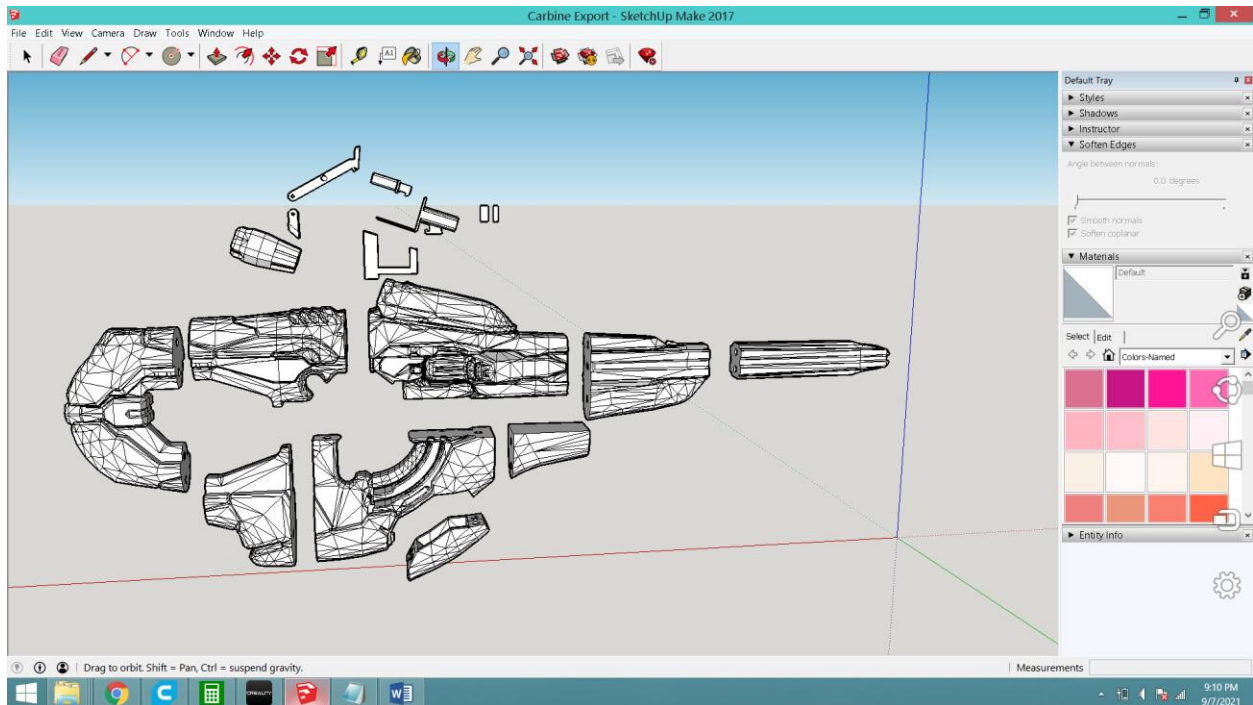 Carbine Export - SketchUp Make 2017
File Edit View Camera Draw Tools Window Help
A1
Default Tray
Styles
Shadows
Instructor
Soften Edges
Angle between normals:
0.0 degrees
Smooth normals
Soften coplanar
Materials
Default
Select Edit
Colors-Named
Entity Info
Drag to orbit. Shift = Pan, Ctrl = suspend gravity.
Measurements
CREALITY
9:10 PM
9/7/2021